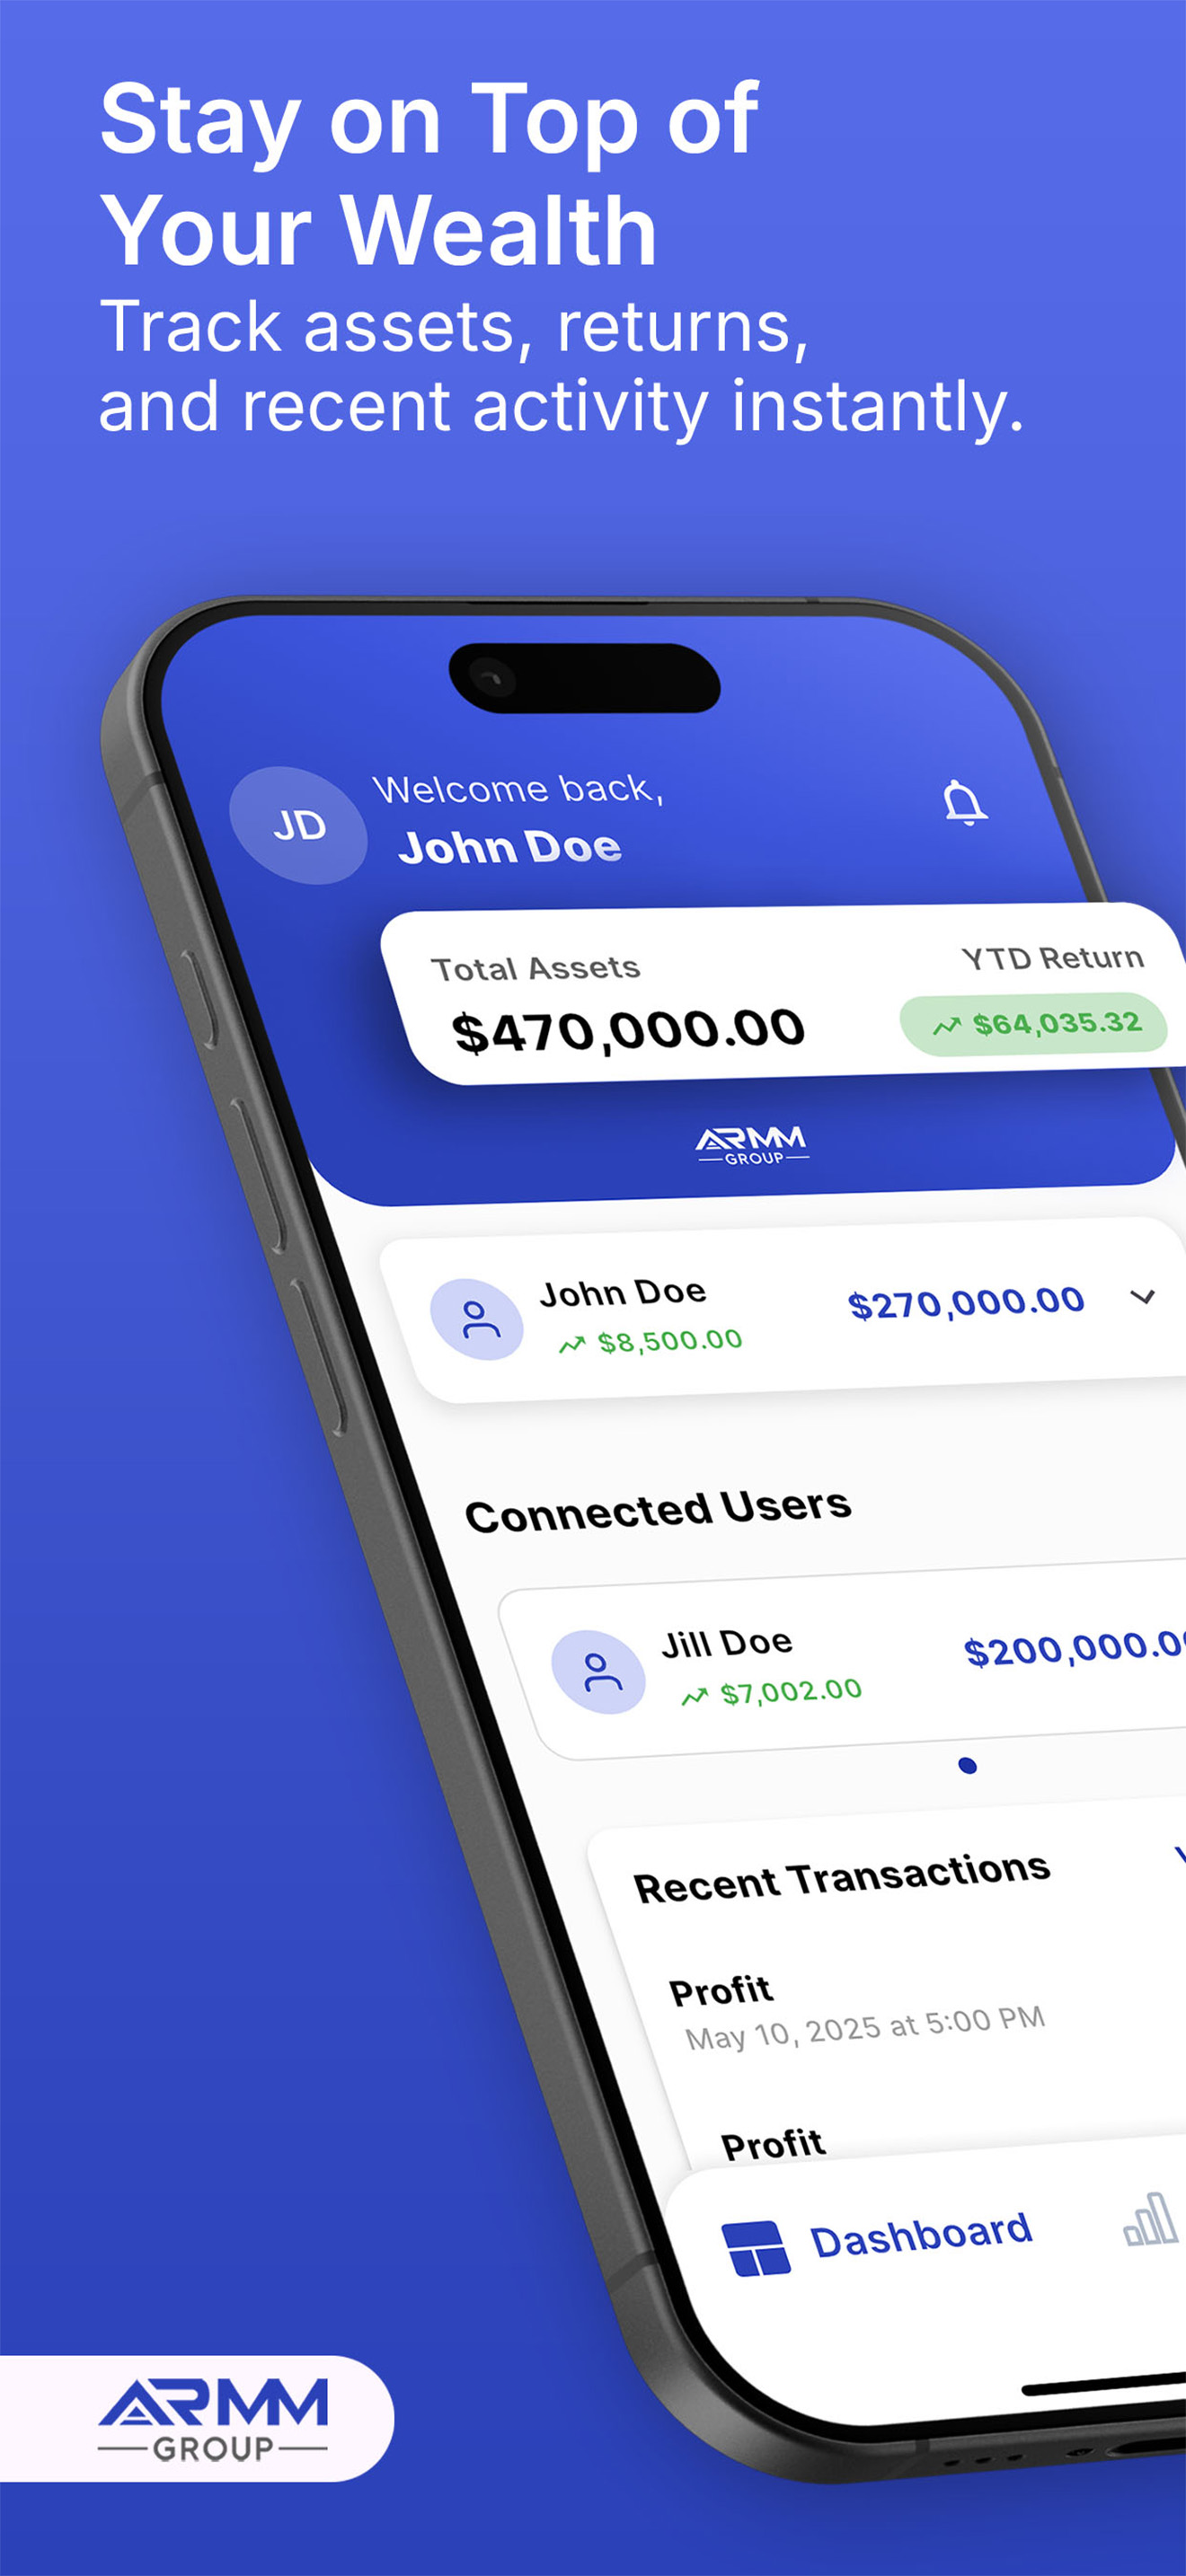 Stay on Top of
Your Wealth
Track assets, returns,
and recent activity instantly.
JD
Welcome back,
John Doe
Total Assets
YTD Return
$470,000.00
$64,035.32
ARMM
GROUP
John Doe
$270,000.00
$8,500.00
Connected Users
Jill Doe
$200,000.0
$7,002.00
Recent Transactions
Profit
May 10, 2025 at 5:00 PM
Profit
Dashboard
ARMM
GROUP